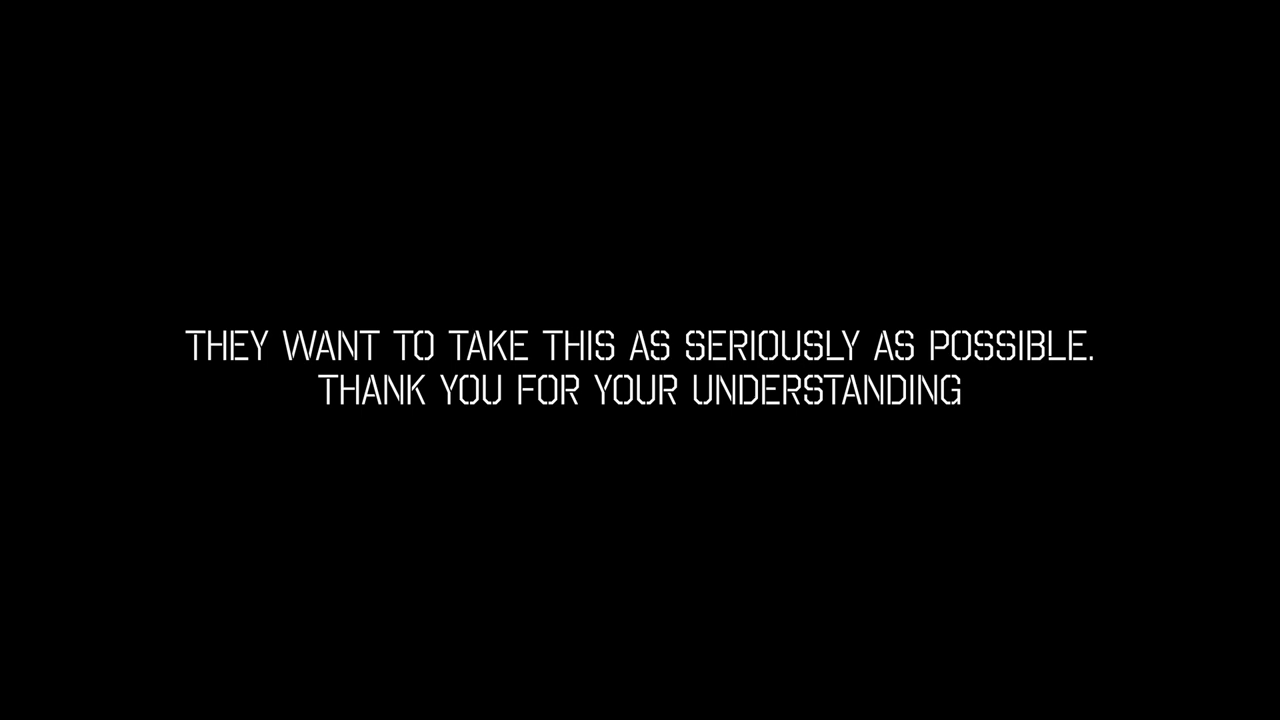 THEY WANT TO TAKE THIS AS SERIOUSLY AS POSSIBLE.
THANK YOU FOR YOUR UNDERSTANDING